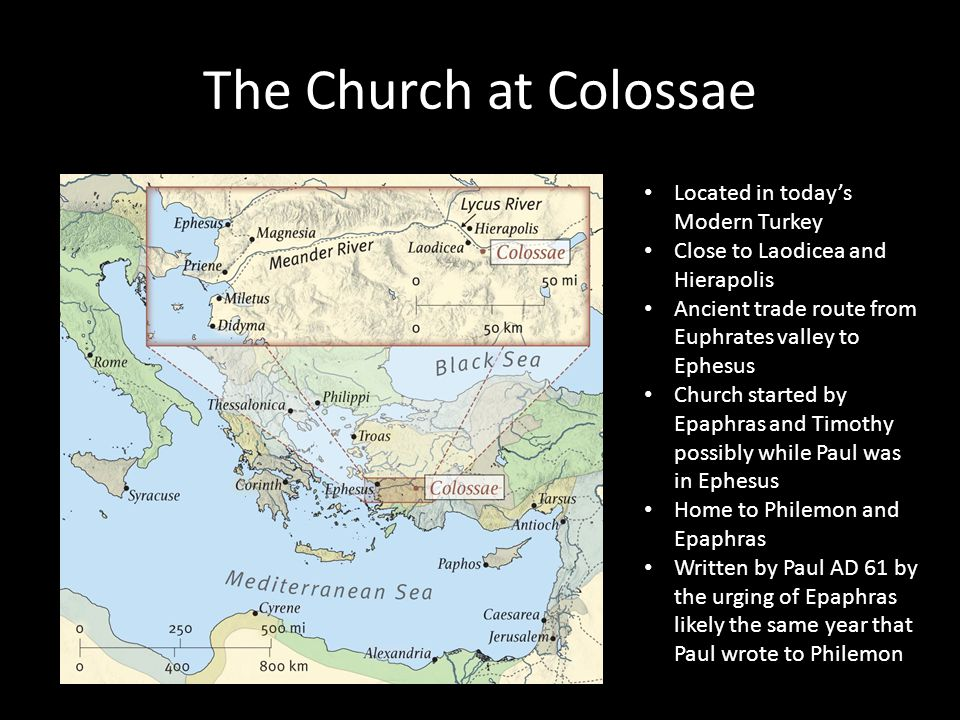 The Church at Colossae
Lycus River
Ephesus
Magnesia
Hierapolis
Meander River
Laodicea
Colossae
Priene
0 50 mi
Miletus
Didyma
0 50 km
Rome
Black Sea
Philippi
Thessalonica
Troas
Syracuse
Corinth
Ephesus
Colossae
Tarsus
Antioch
Paphos
Mediterranean Sea
Cyrene
Caesarea
Jerusalem
Alexandria
0 250 500 mi
0 400 800 km
• Located in today’s
Modern Turkey
• Close to Laodicea and
Hierapolis
• Ancient trade route from
Euphrates valley to
Ephesus
• Church started by
Epaphras and Timothy
possibly while Paul was
in Ephesus
• Home to Philemon and
Epaphras
• Written by Paul AD 61 by
the urging of Epaphras
likely the same year that
Paul wrote to Philemon